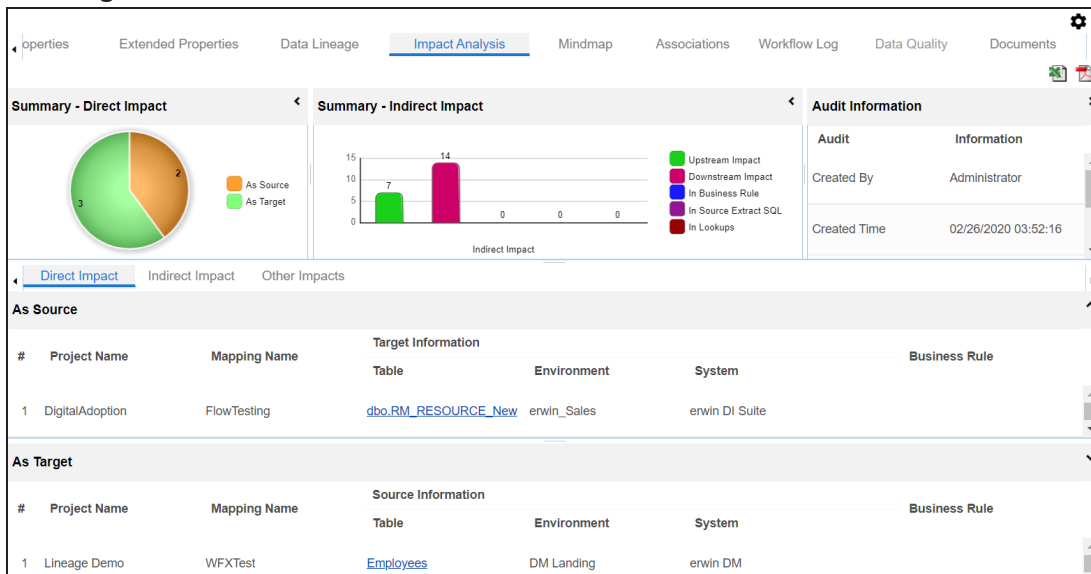 operties Extended Properties Data Lineage Impact Analysis Mindmap Associations Workflow Log Data Quality Documents
Summary - Direct Impact
2
3
As Source
As Target
Summary - Indirect Impact
15
10
5
0
7
14
0
0
0
Indirect Impact
Upstream Impact
Downstream Impact
In Business Rule
In Source Extract SQL
In Lookups
Audit Information
Audit Information
Created By Administrator
Created Time 02/26/2020 03:52:16
Direct Impact Indirect Impact Other Impacts
As Source
# Project Name Mapping Name Target Information Business Rule
Table Environment System
1 DigitalAdoption FlowTesting dbo.RM_RESOURCE_New erwin_Sales erwin DI Suite
As Target
# Project Name Mapping Name Source Information Business Rule
Table Environment System
1 Lineage Demo WFXTest Employees DM Landing erwin DM